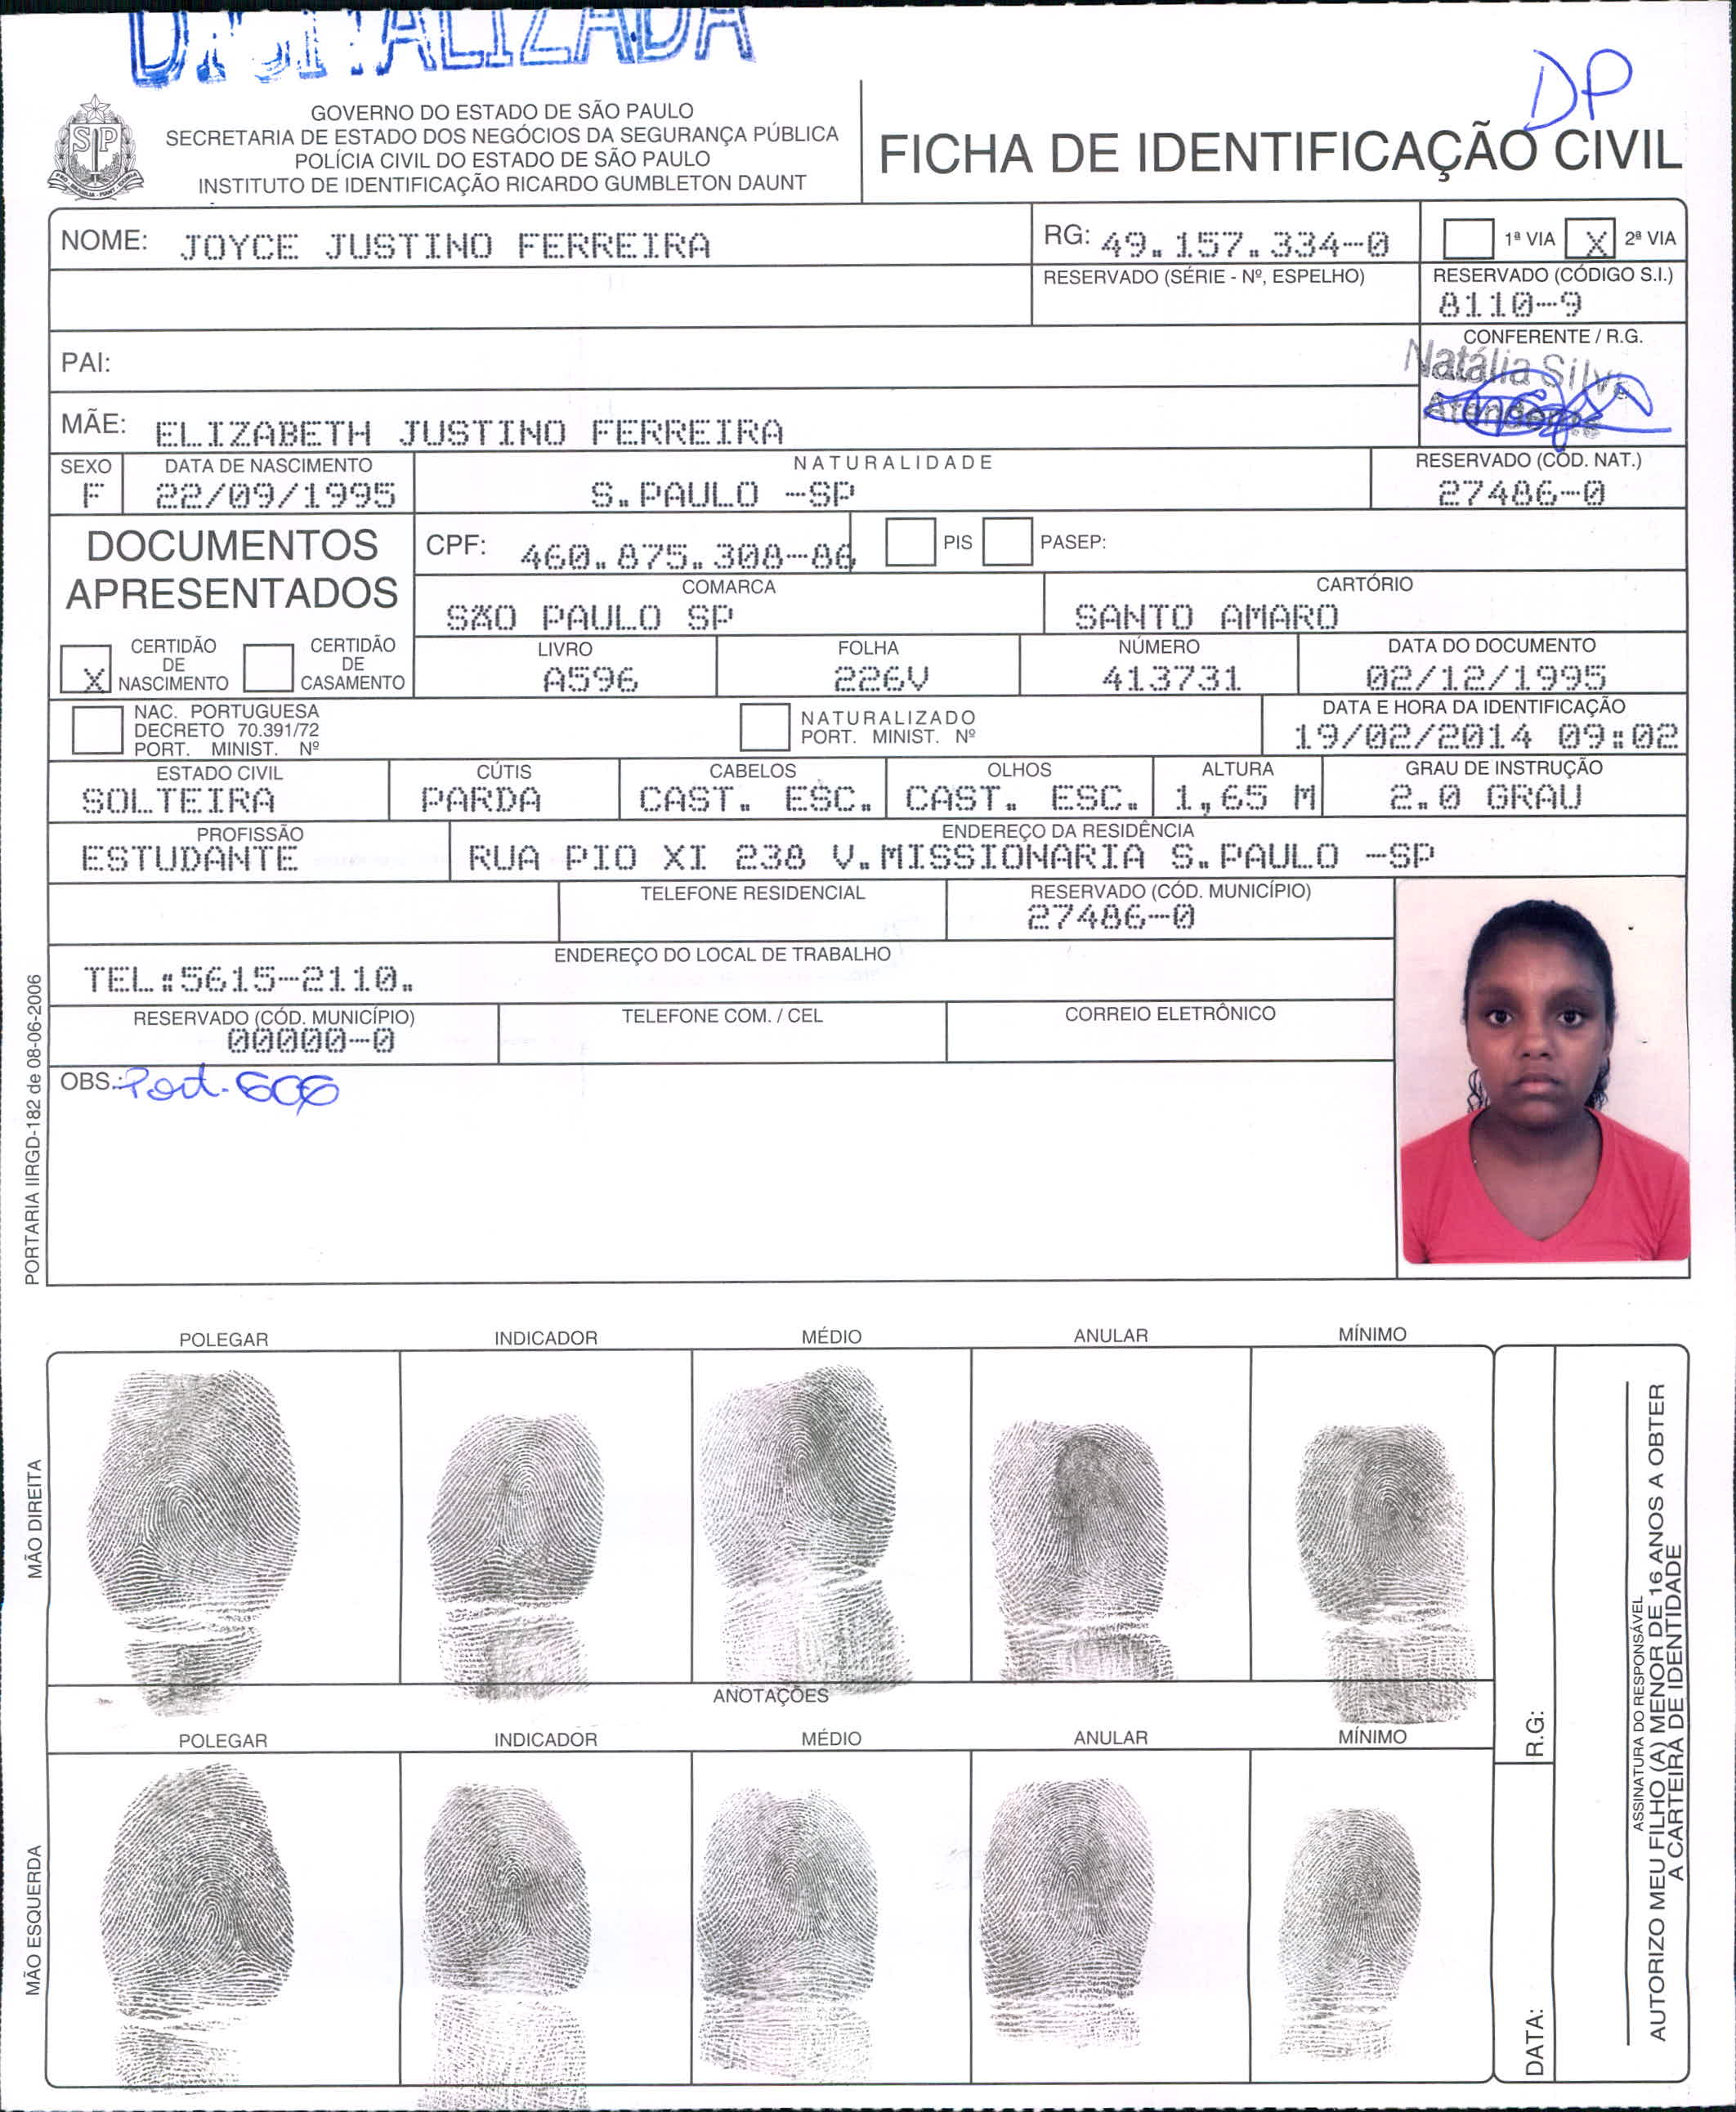 DIGITALIZADA
DP
GOVERNO DO ESTADO DE SÃO PAULO
SECRETARIA DE ESTADO DOS NEGÓCIOS DA SEGURANÇA PÚBLICA
POLÍCIA CIVIL DO ESTADO DE SÃO PAULO
INSTITUTO DE IDENTIFICAÇÃO RICARDO GUMBLETON DAUNT
FICHA DE IDENTIFICAÇÃO CIVIL
NOME: JOYCE JUSTINO FERREIRA
RG: 49.157.334-0
1ª VIA X 2ª VIA
RESERVADO (SÉRIE - Nº, ESPELHO)
RESERVADO (CÓDIGO S.I.)
8110-9
PAI:
CONFERENTE / R.G.
Natália Silva
Atendente
MÃE: ELIZABETH JUSTINO FERREIRA
SEXO DATA DE NASCIMENTO NATURALIDADE RESERVADO (CÓD. NAT.)
F 22/09/1995 S.PAULO -SP 27486-0
DOCUMENTOS
APRESENTADOS
CPF: 460.875.308-86 PIS PASEP:
COMARCA CARTÓRIO
SÃO PAULO SP SANTO AMARO
X CERTIDÃO DE NASCIMENTO
CERTIDÃO DE CASAMENTO
LIVRO FOLHA NÚMERO DATA DO DOCUMENTO
A596 226V 413731 02/12/1995
NAC. PORTUGUESA
DECRETO 70.391/72
PORT. MINIST. Nº
NATURALIZADO
PORT. MINIST. Nº
DATA E HORA DA IDENTIFICAÇÃO
19/02/2014 09:02
ESTADO CIVIL CÚTIS CABELOS OLHOS ALTURA GRAU DE INSTRUÇÃO
SOLTEIRA PARDA CAST. ESC. CAST. ESC. 1,65 M 2.0 GRAU
PROFISSÃO ENDEREÇO DA RESIDÊNCIA
ESTUDANTE RUA PIO XI 238 V.MISSIONARIA S.PAULO -SP
TELEFONE RESIDENCIAL RESERVADO (CÓD. MUNICÍPIO)
27486-0
ENDEREÇO DO LOCAL DE TRABALHO
TEL:5615-2110.
RESERVADO (CÓD. MUNICÍPIO) TELEFONE COM. / CEL CORREIO ELETRÔNICO
00000-0
OBS.: Port. 606
PORTARIA IIRGD-182 de 08-06-2006
POLEGAR INDICADOR MÉDIO ANULAR MÍNIMO
MÃO DIREITA
ANOTAÇÕES
POLEGAR INDICADOR MÉDIO ANULAR MÍNIMO
MÃO ESQUERDA
R.G:
DATA:
ASSINATURA DO RESPONSÁVEL
AUTORIZO MEU FILHO (A) MENOR DE 16 ANOS A OBTER
A CARTEIRA DE IDENTIDADE